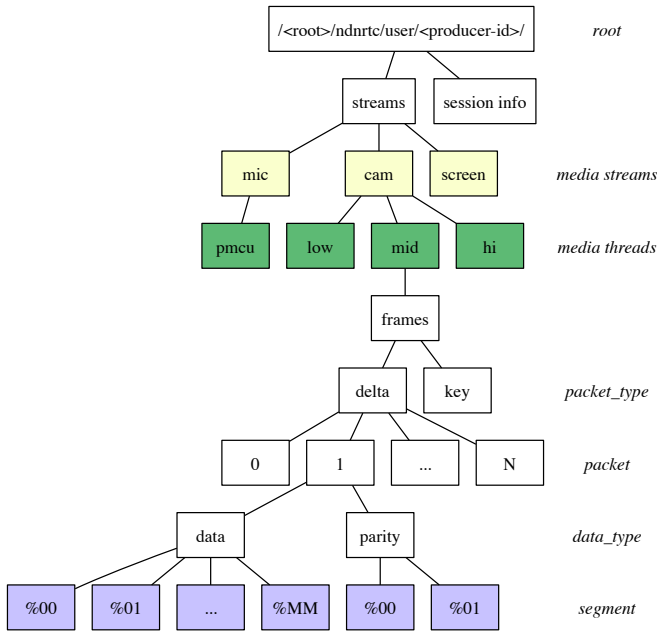 /<root>/ndnrtc/user/<producer-id>/ root
streams session info
mic cam screen media streams
pmcu low mid hi media threads
frames
delta key packet_type
0 1 ... N packet
data parity data_type
%00 %01 ... %MM %00 %01 segment